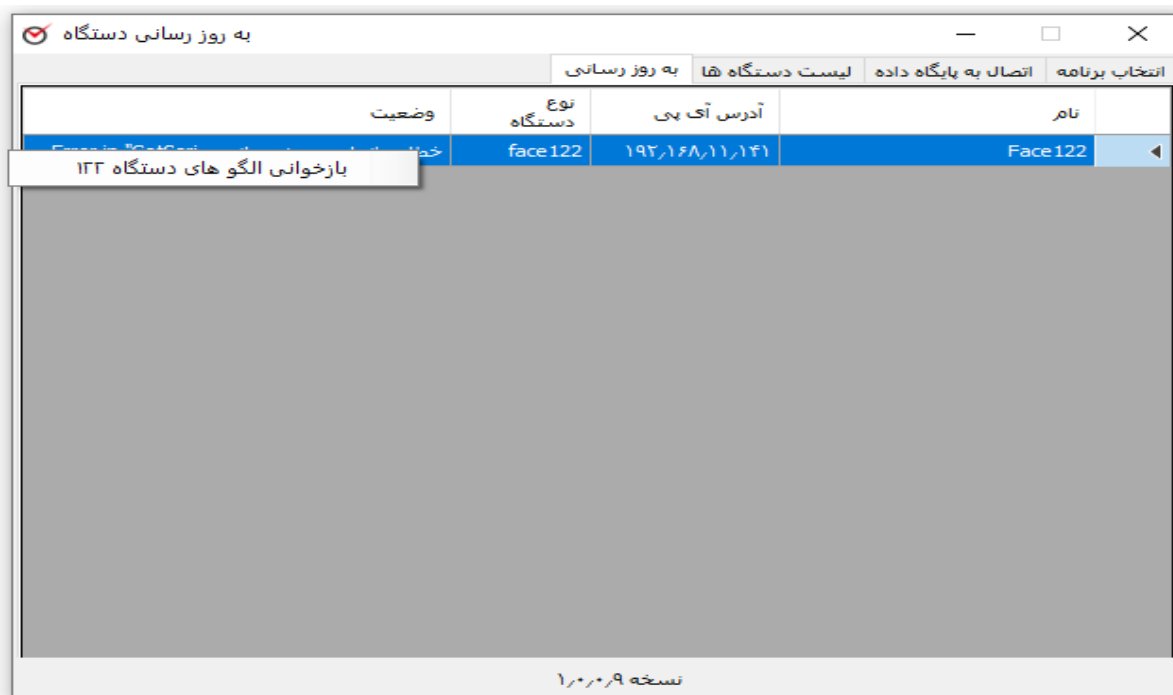 به روز رسانی دستگاه
انتخاب برنامه اتصال به پایگاه داده لیست دستگاه ها به روز رسانی
نام آدرس آی پی نوع دستگاه وضعیت
Face122 ۱۹۲٫۱۶۸٫۱۱٫۱۴۱ face122
بازخوانی الگو های دستگاه ۱۲۲
نسخه ۱٫۰٫۰٫۹